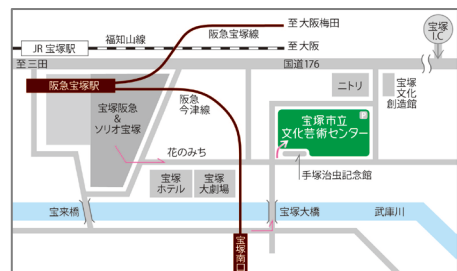 至大阪梅田
阪急宝塚線
宝塚
I.C
JR 宝塚駅
福知山線
至大阪
至三田
国道176
阪急宝塚駅
阪急
今津線
ニトリ
宝塚
文化
創造館
宝塚阪急
&
ソリオ宝塚
P
宝塚市立
文化芸術センター
花のみち
手塚治虫記念館
宝塚
ホテル
宝塚
大劇場
宝来橋
宝塚大橋
武庫川
宝塚南口